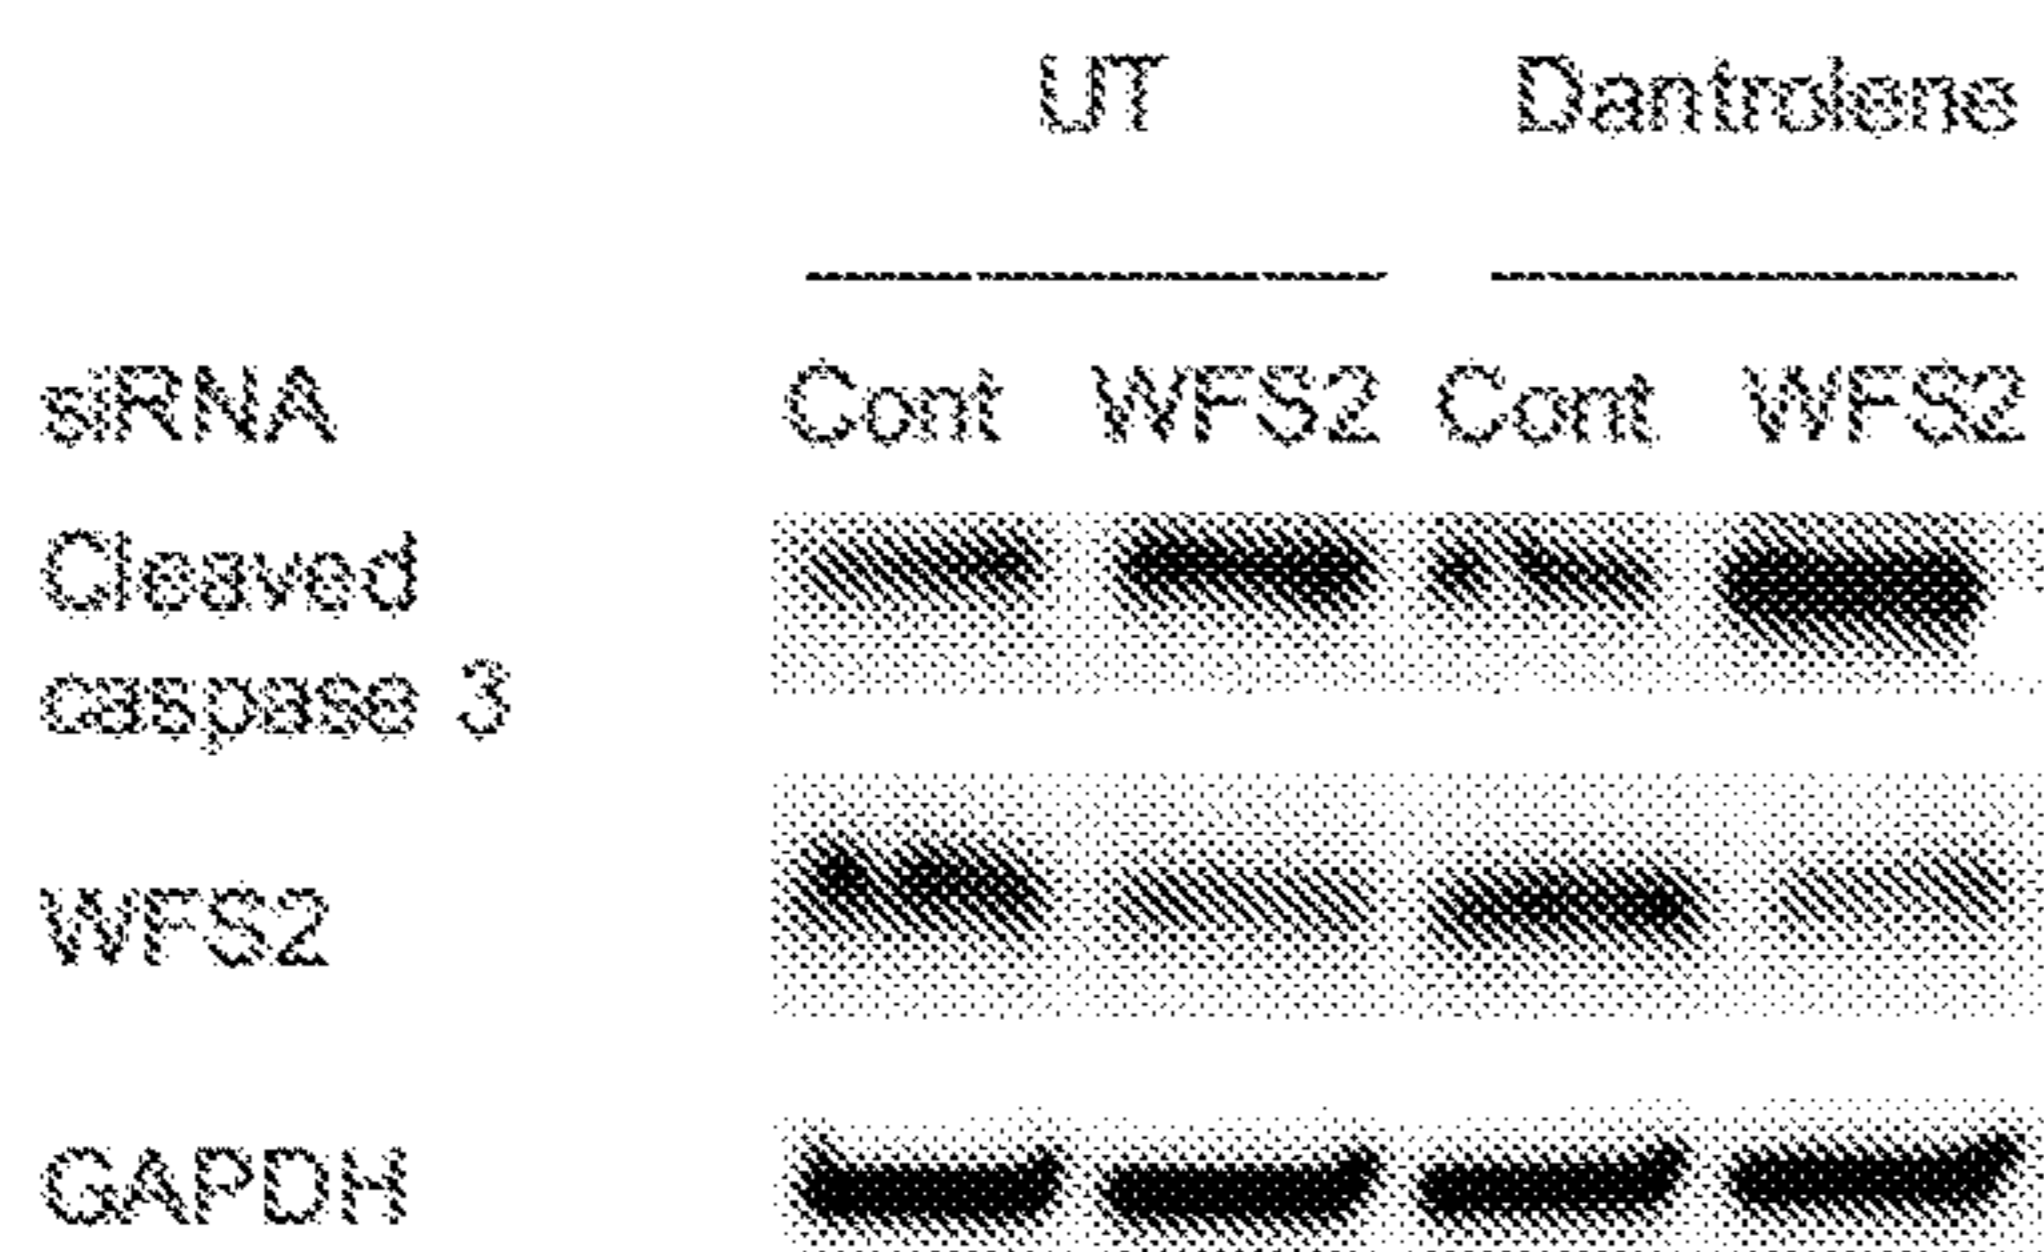 UT Dantrolene
siRNA Cont WFS2 Cont WFS2
Cleaved
caspase 3
WFS2
GAPDH